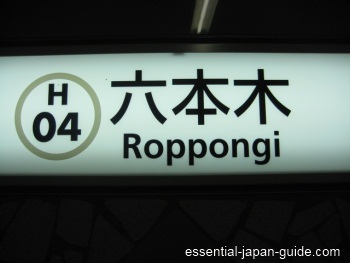 H
04
六本木
Roppongi
essential-japan-guide.com